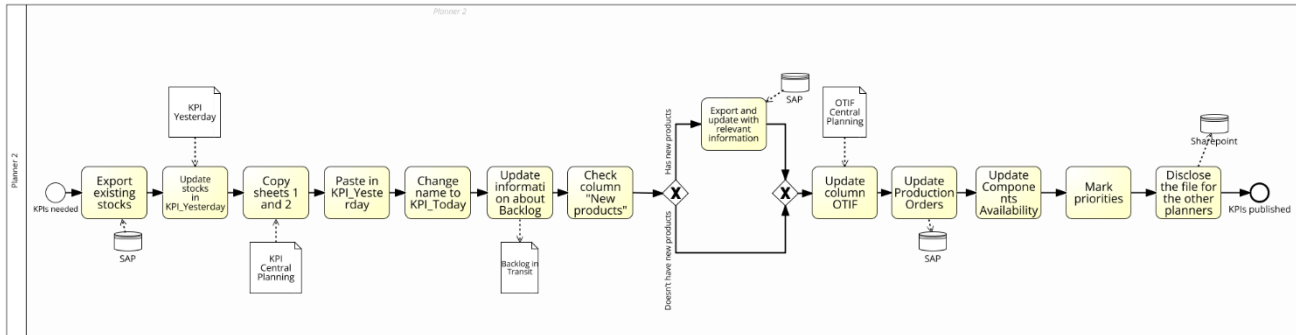 Planner 2
Planner 2
KPIs needed
Export
existing
stocks
SAP
KPI
Yesterday
Update
stocks
in
KPI_Yesterday
Copy
sheets 1
and 2
KPI
Central
Planning
Paste in
KPI_Yeste
rday
Change
name to
KPI_Today
Update
informati
on about
Backlog
Backlog in
Transit
Check
column
"New
products"
Has new products
Doesn't have new products
Export and
update with
relevant
information
SAP
OTIF
Central
Planning
Update
column
OTIF
Update
Production
Orders
SAP
Update
Compone
nts
Availability
Mark
priorities
Disclose
the file for
the other
planners
Sharepoint
KPIs published